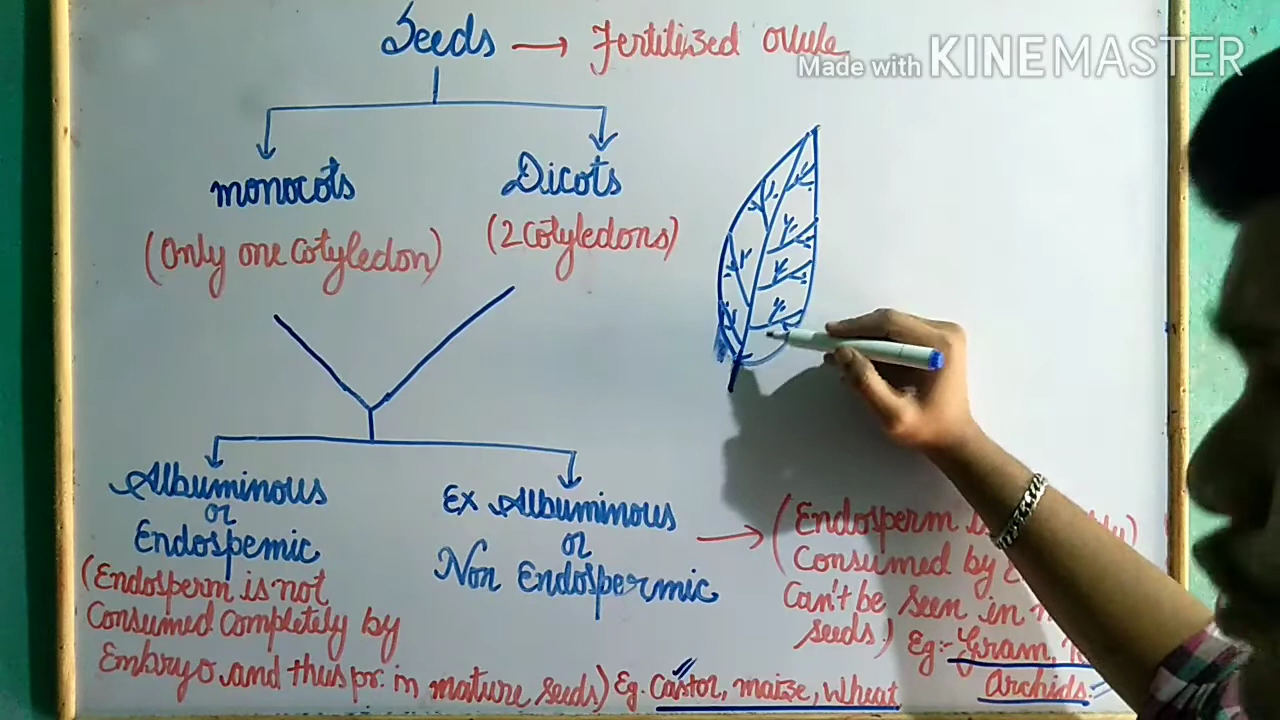 Seeds → Fertilized ovule
Made with KINEMASTER
monocots
Dicots
(Only one Cotyledon)
(2 Cotyledons)
Albuminous
or
Endospemic
(Endosperm is not
Consumed Completely by
Embryo and thus pr. in mature seeds) Eg. Castor, maize, wheat
Ex Albuminous
or
Non Endospermic
→ (Endosperm
Consumed by
Can't be seen in
seeds.) Eg:- Gram,
Archids.